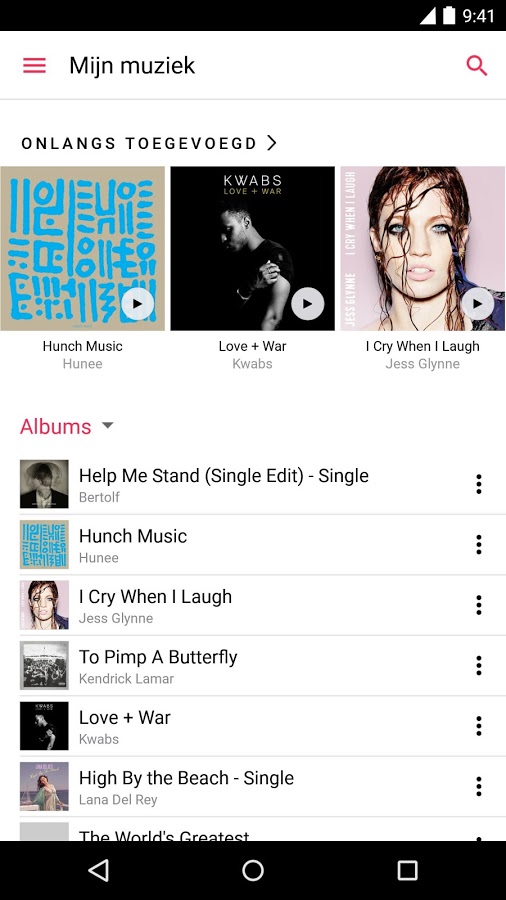 9:41
Mijn muziek
ONLANGS TOEGEVOEGD
KWABS
LOVE + WAR
I CRY WHEN I LAUGH
JESS GLYNNE
Hunch Music
Love + War
I Cry When I Laugh
Hunee
Kwabs
Jess Glynne
Albums
Help Me Stand (Single Edit) - Single
Bertolf
Hunch Music
Hunee
I Cry When I Laugh
Jess Glynne
To Pimp A Butterfly
Kendrick Lamar
KWABS
Love + War
Kwabs
High By the Beach - Single
Lana Del Rey
The World's Greatest